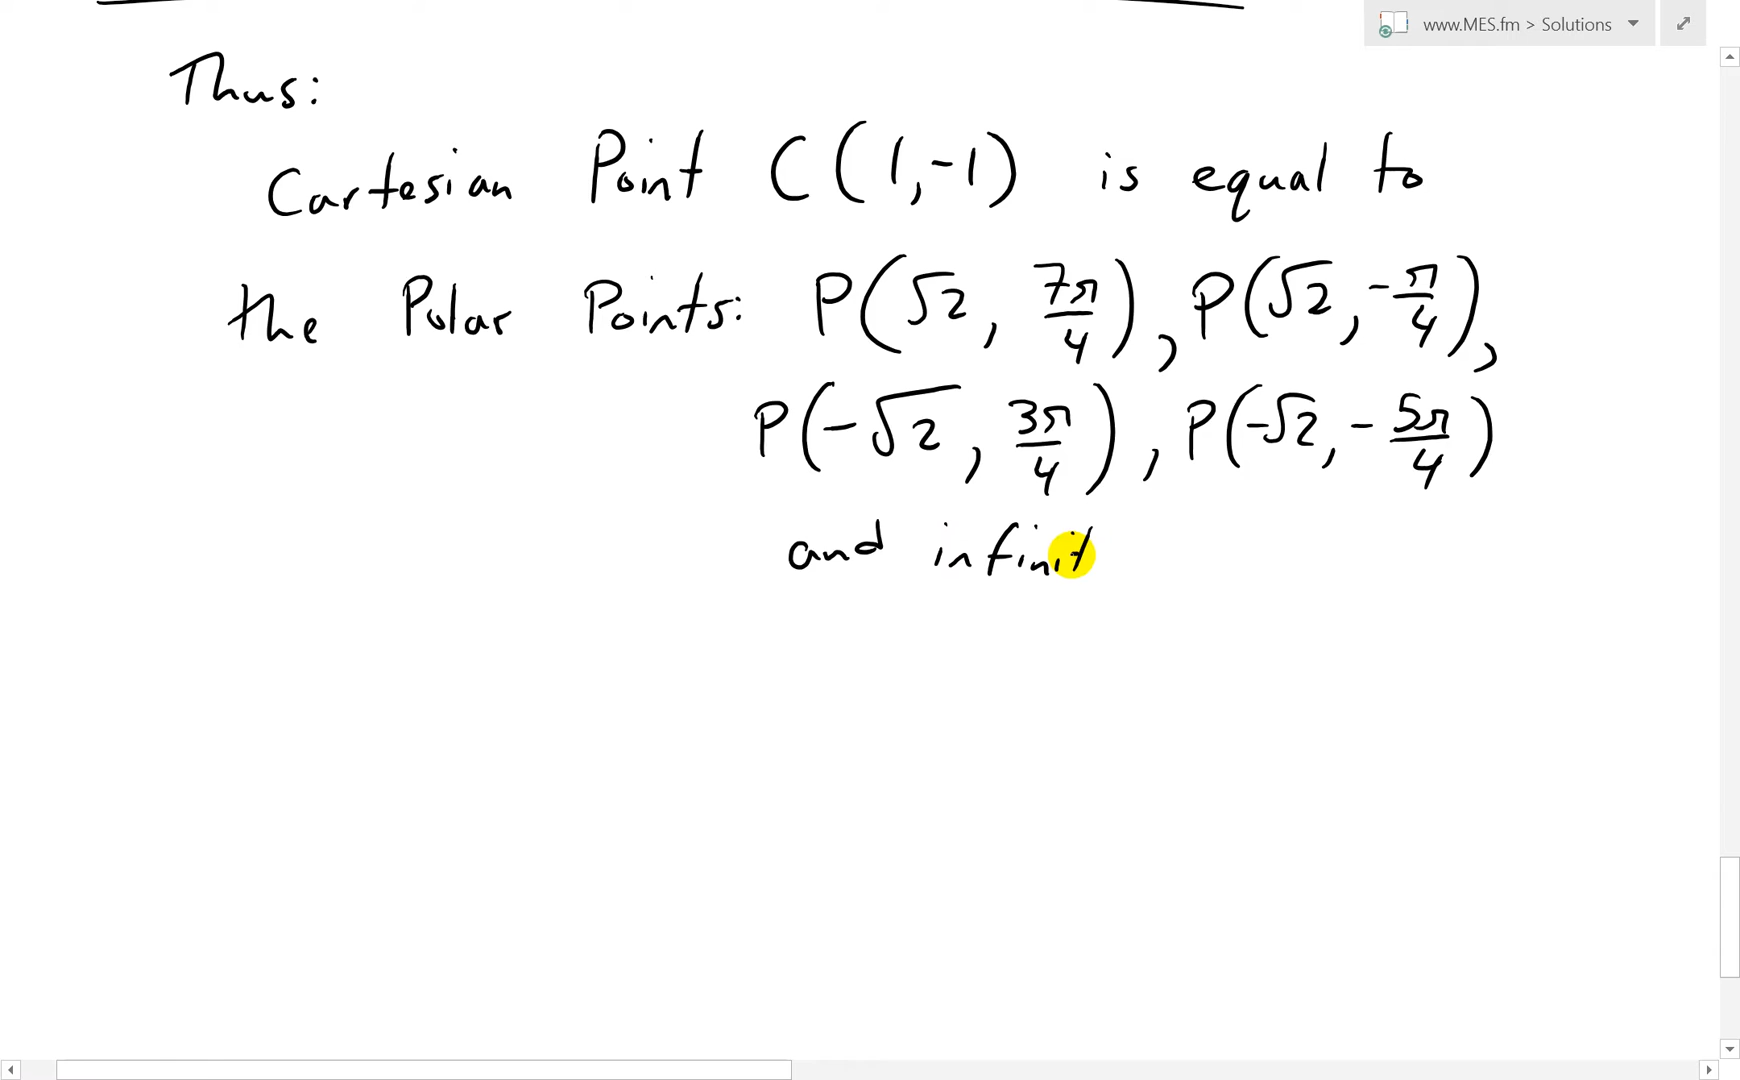 www.MES.fm > Solutions
Thus:
Cartesian Point C(1,-1) is equal to
the Polar Points: P(√2, 7π/4), P(√2, -π/4),
P(-√2, 3π/4), P(-√2, -5π/4)
and infinit